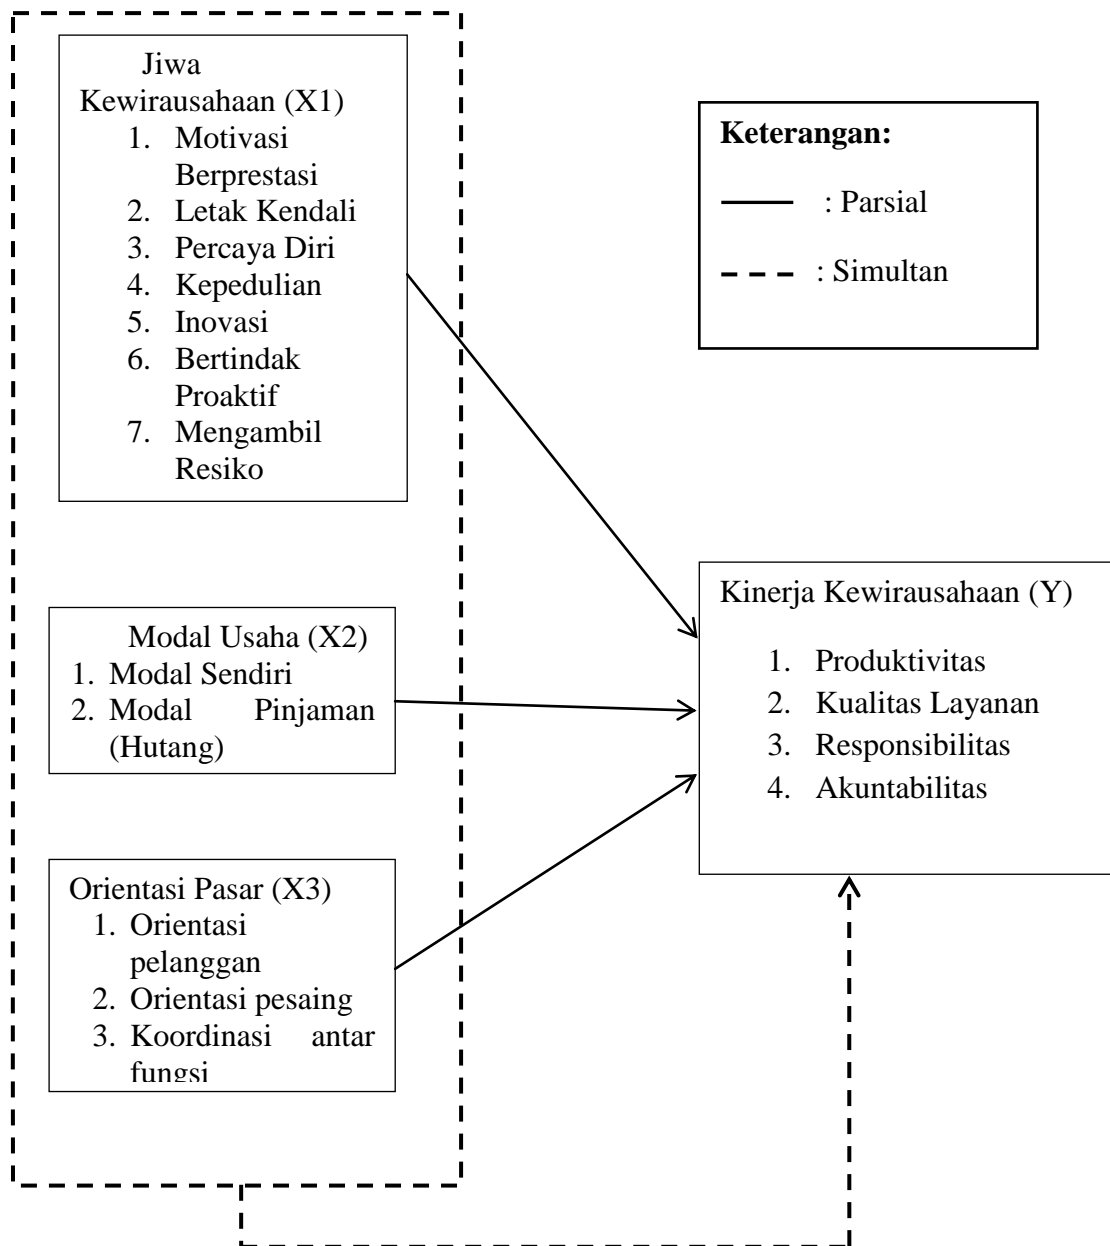 Jiwa
Kewirausahaan (X1)
1. Motivasi
Berprestasi
2. Letak Kendali
3. Percaya Diri
4. Kepedulian
5. Inovasi
6. Bertindak
Proaktif
7. Mengambil
Resiko
Keterangan:
: Parsial
: Simultan
Modal Usaha (X2)
1. Modal Sendiri
2. Modal Pinjaman
(Hutang)
Kinerja Kewirausahaan (Y)
1. Produktivitas
2. Kualitas Layanan
3. Responsibilitas
4. Akuntabilitas
Orientasi Pasar (X3)
1. Orientasi
pelanggan
2. Orientasi pesaing
3. Koordinasi antar
fungsi